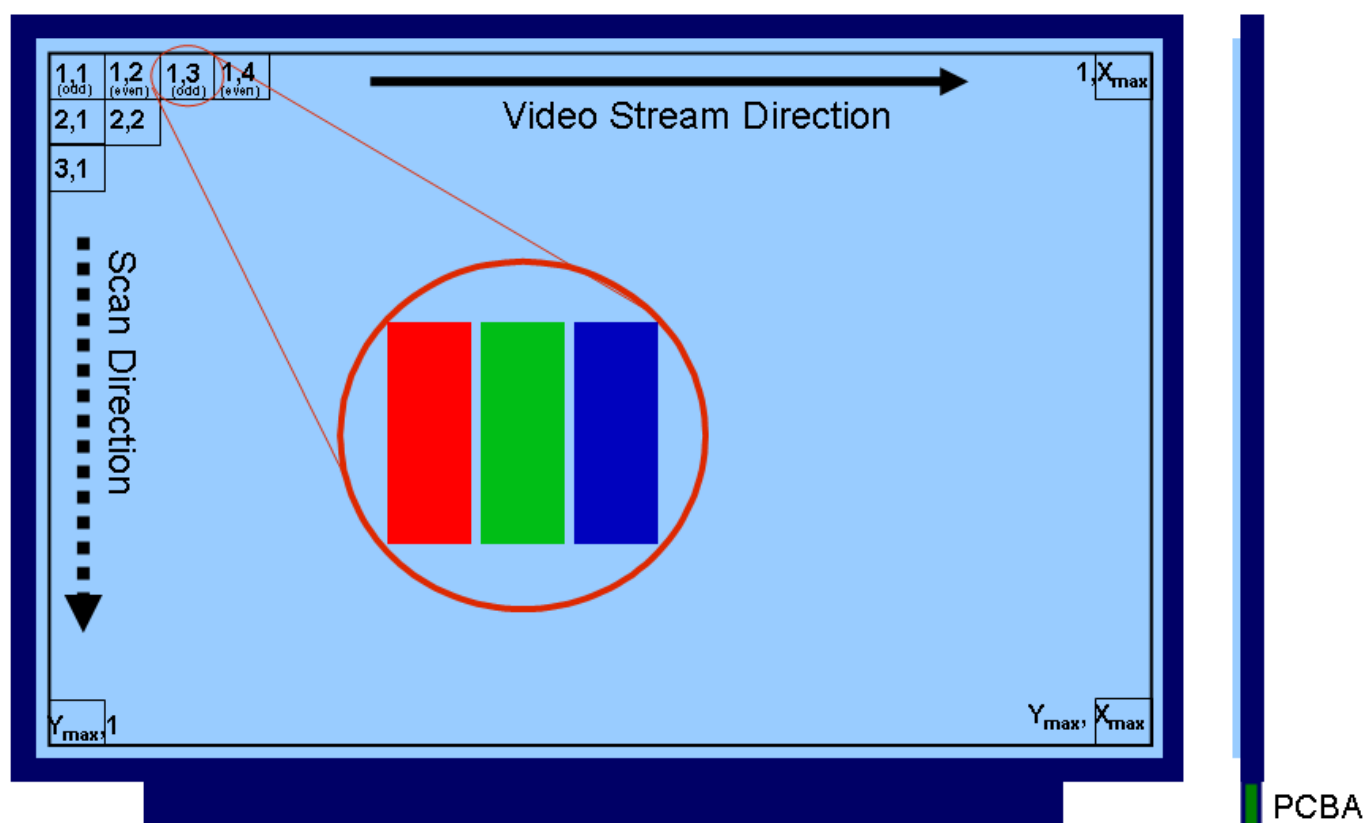 1,1 1,2 1,3 1,4 1,Xmax
(odd) (even) (odd) (even)
Video Stream Direction
2,1 2,2
3,1
Scan Direction
Ymax,1 Ymax, Xmax
PCBA